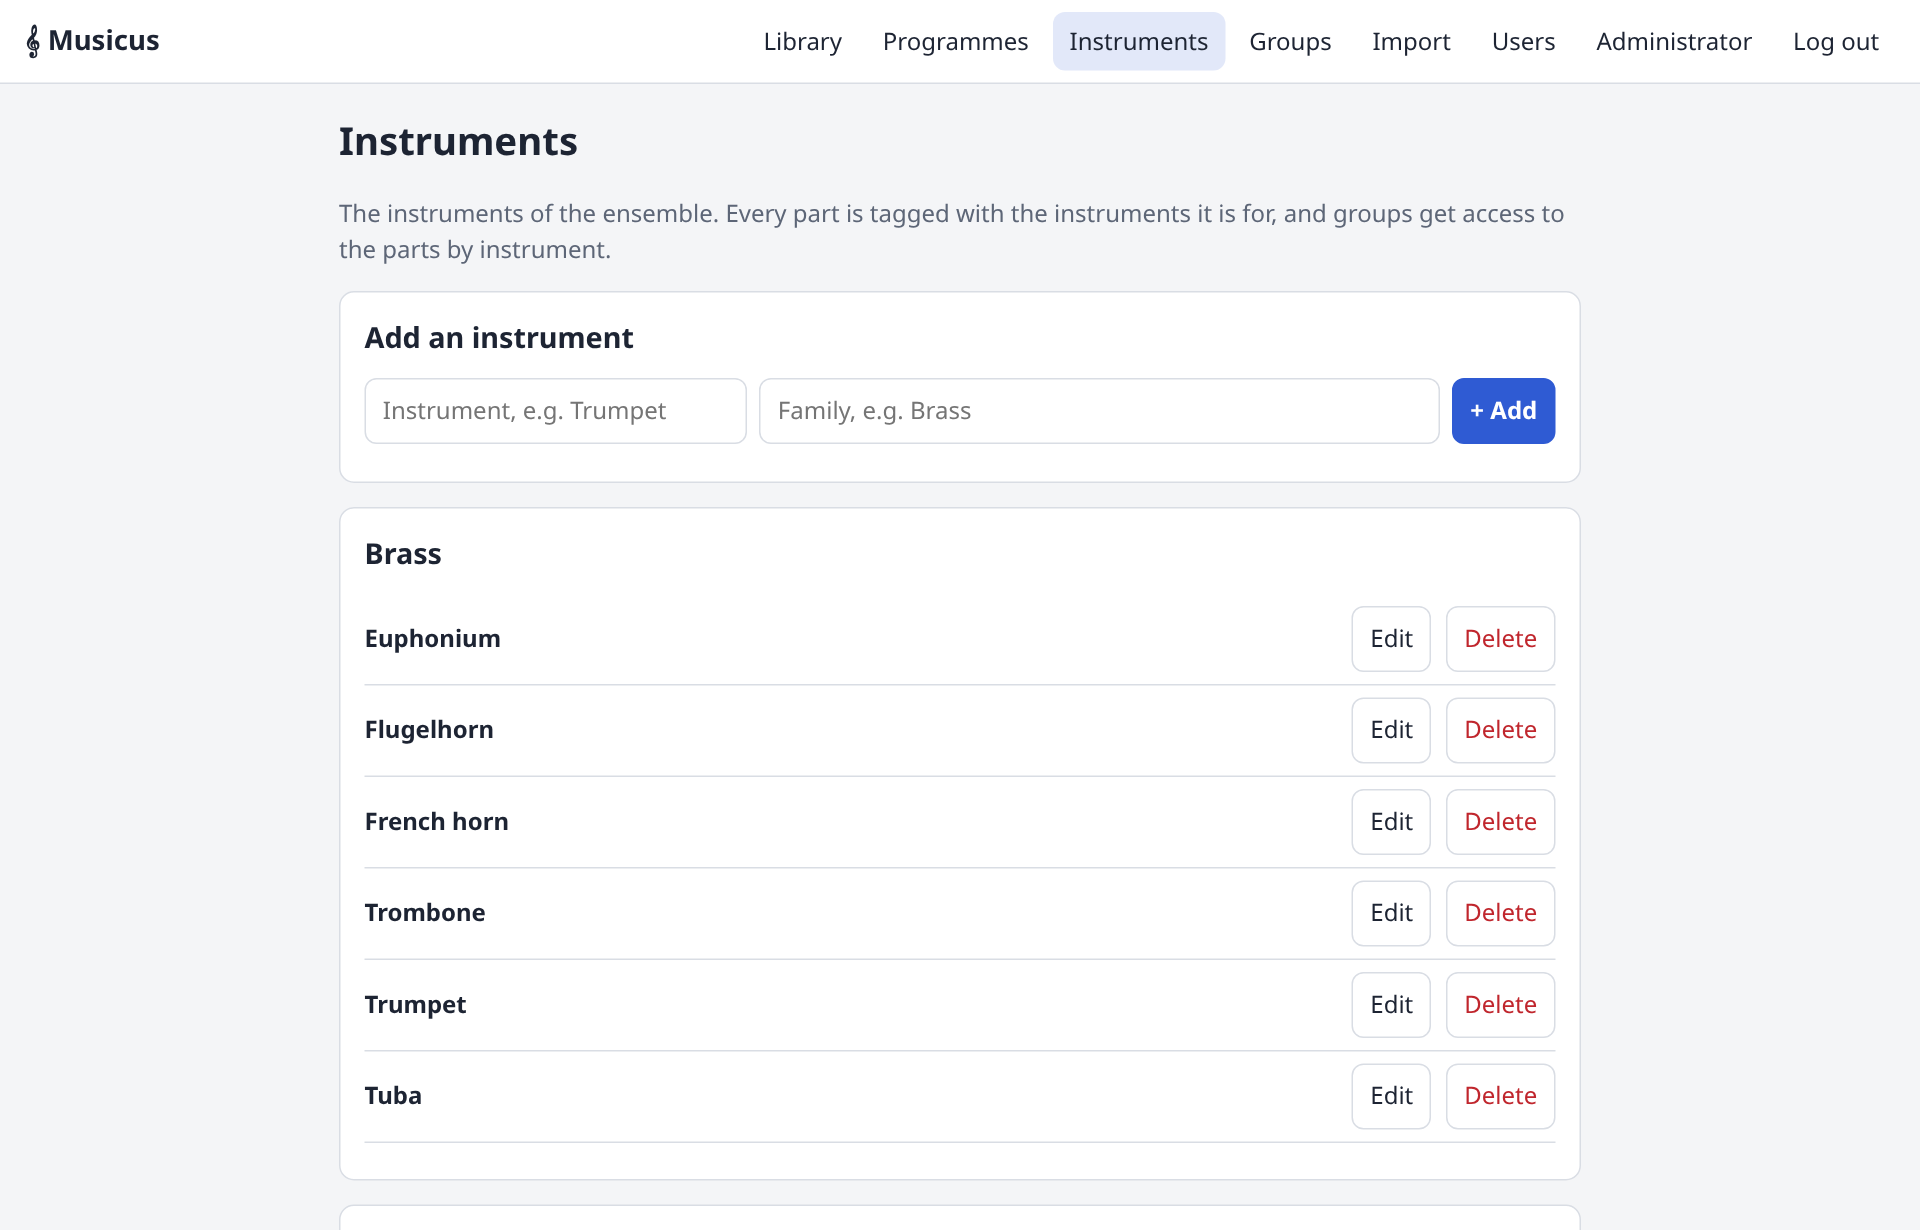 Musicus
Library
Programmes
Instruments
Groups
Import
Users
Administrator
Log out
Instruments
The instruments of the ensemble. Every part is tagged with the instruments it is for, and groups get access to
the parts by instrument.
Add an instrument
Instrument, e.g. Trumpet
Family, e.g. Brass
+ Add
Brass
Euphonium
Edit
Delete
Flugelhorn
Edit
Delete
French horn
Edit
Delete
Trombone
Edit
Delete
Trumpet
Edit
Delete
Tuba
Edit
Delete